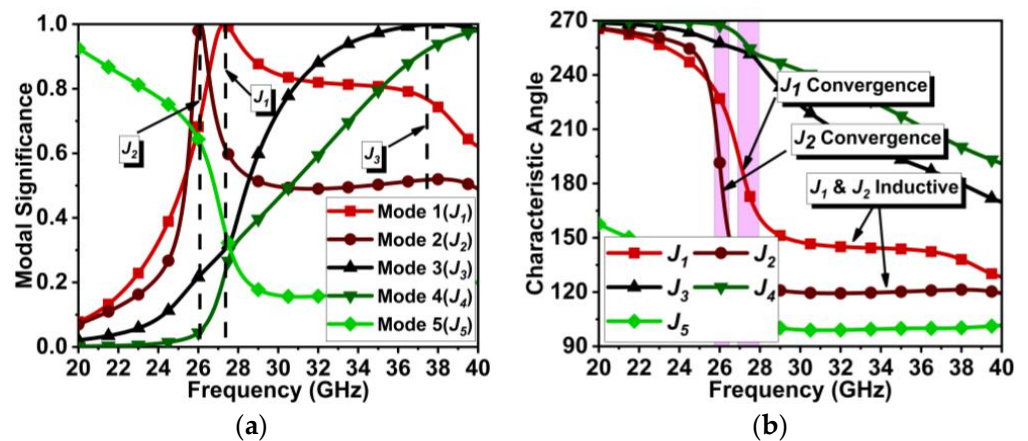 1.0
0.8
0.6
0.4
0.2
0.0
Modal Significance
J2
J1
J3
Mode 1(J1)
Mode 2(J2)
Mode 3(J3)
Mode 4(J4)
Mode 5(J5)
20 22 24 26 28 30 32 34 36 38 40
Frequency (GHz)
(a)
270
240
210
180
150
120
90
Characteristic Angle
J1 Convergence
J2 Convergence
J1 & J2 Inductive
J1 J2
J3 J4
J5
20 22 24 26 28 30 32 34 36 38 40
Frequency (GHz)
(b)